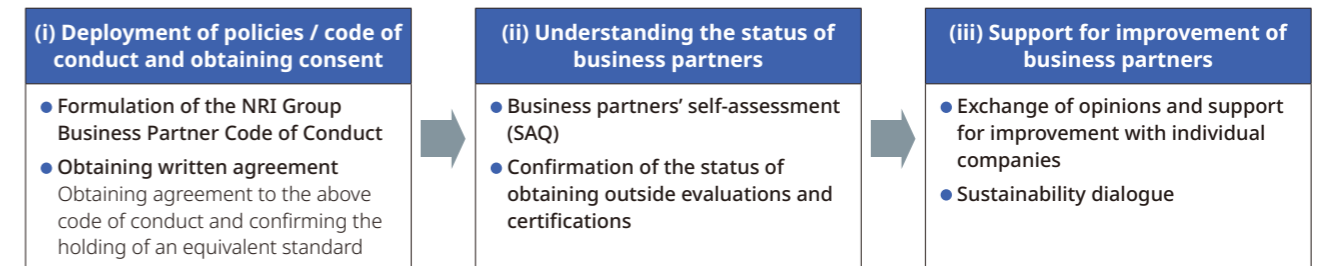 (i) Deployment of policies / code of
conduct and obtaining consent
● Formulation of the NRI Group
Business Partner Code of Conduct
● Obtaining written agreement
Obtaining agreement to the above
code of conduct and confirming the
holding of an equivalent standard
(ii) Understanding the status of
business partners
● Business partners’ self-assessment
(SAQ)
● Confirmation of the status of
obtaining outside evaluations and
certifications
(iii) Support for improvement of
business partners
● Exchange of opinions and support
for improvement with individual
companies
● Sustainability dialogue